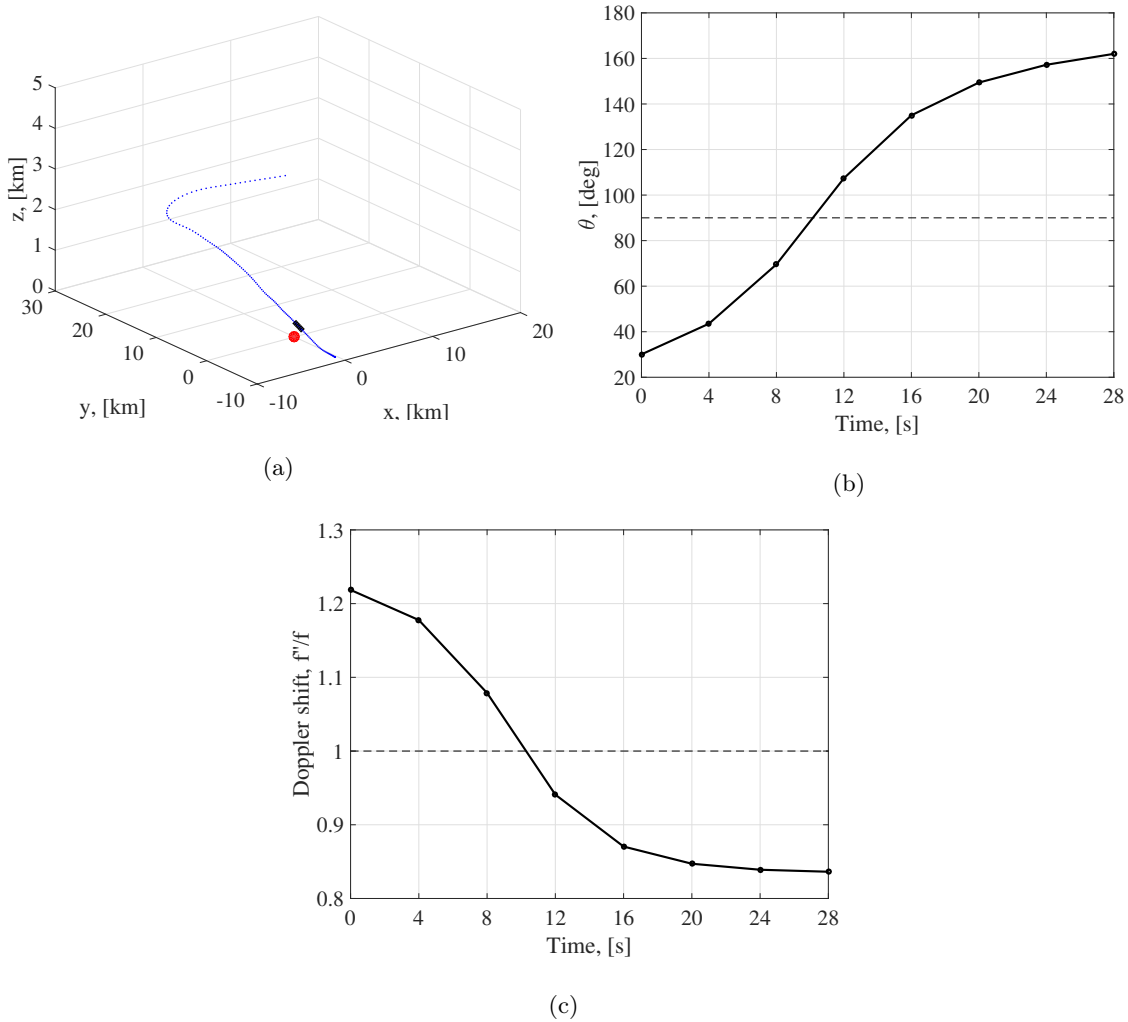 5
4
3
2
1
0
z, [km]
30
20
10
0
-10
y, [km]
-10
0
10
20
x, [km]
(a)
180
160
140
120
100
80
60
40
20
θ, [deg]
0 4 8 12 16 20 24 28
Time, [s]
(b)
1.3
1.2
1.1
1
0.9
0.8
Doppler shift, f''/f
0 4 8 12 16 20 24 28
Time, [s]
(c)